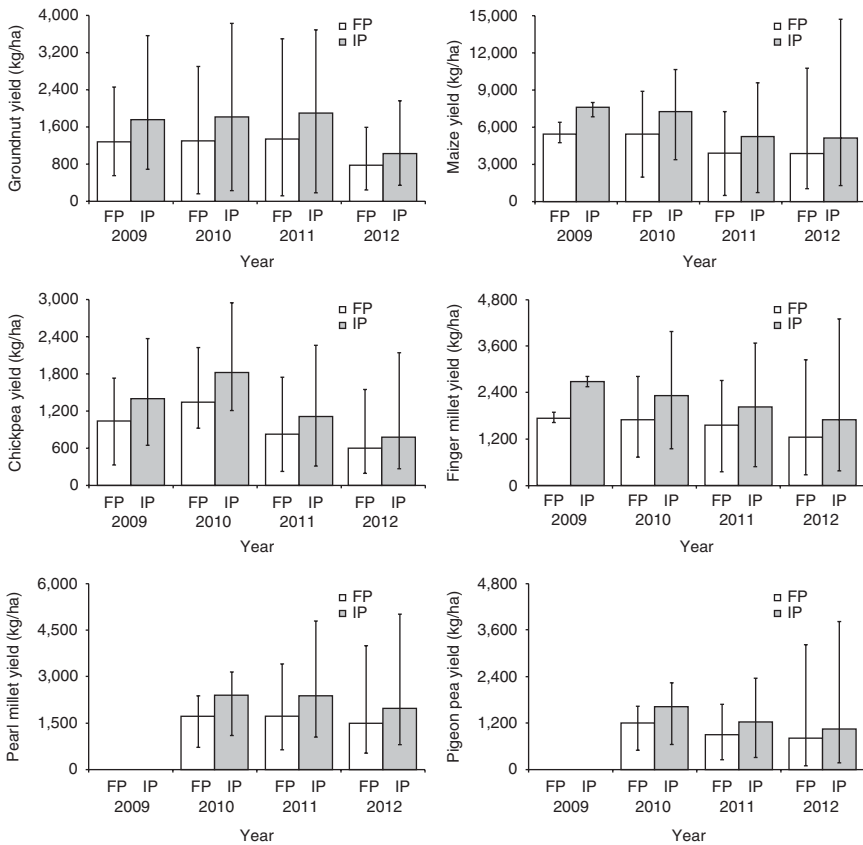 Groundnut yield (kg/ha)
4,000
3,200
2,400
1,600
800
0
FP
IP
FP IP FP IP FP IP FP IP
2009 2010 2011 2012
Year
Maize yield (kg/ha)
15,000
12,000
9,000
6,000
3,000
0
FP
IP
FP IP FP IP FP IP FP IP
2009 2010 2011 2012
Year
Chickpea yield (kg/ha)
3,000
2,400
1,800
1,200
600
0
FP
IP
FP IP FP IP FP IP FP IP
2009 2010 2011 2012
Year
Finger millet yield (kg/ha)
4,800
3,600
2,400
1,200
0
FP
IP
FP IP FP IP FP IP FP IP
2009 2010 2011 2012
Year
Pearl millet yield (kg/ha)
6,000
4,500
3,000
1,500
0
FP
IP
FP IP FP IP FP IP FP IP
2009 2010 2011 2012
Year
Pigeon pea yield (kg/ha)
4,800
3,600
2,400
1,200
0
FP
IP
FP IP FP IP FP IP FP IP
2009 2010 2011 2012
Year